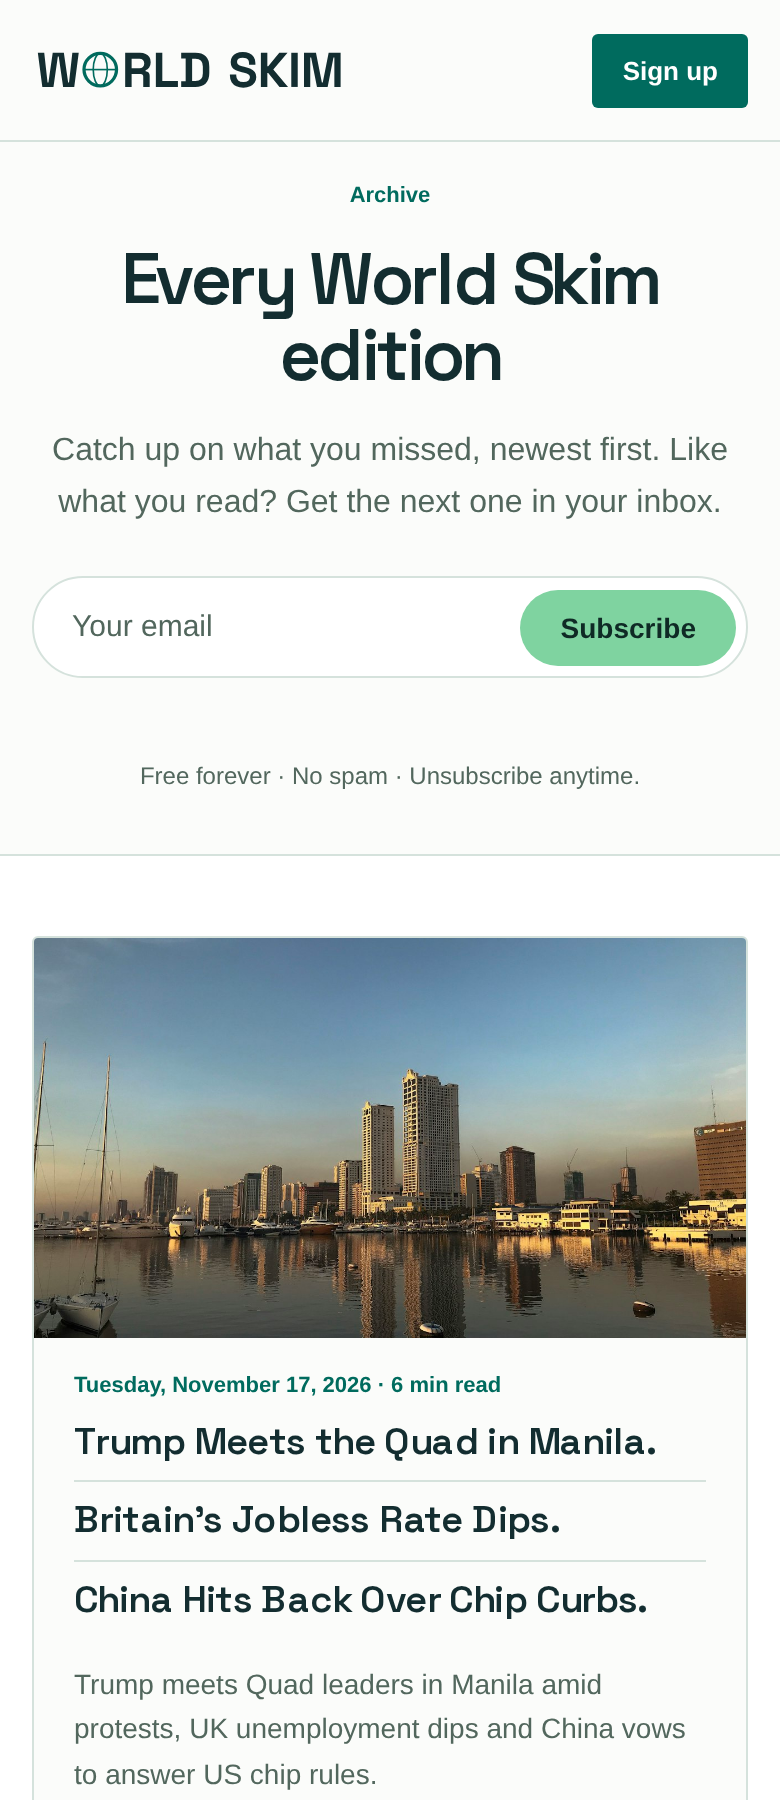 WORLD SKIM
Sign up
Archive
Every World Skim
edition
Catch up on what you missed, newest first. Like
what you read? Get the next one in your inbox.
Your email
Subscribe
Free forever · No spam · Unsubscribe anytime.
Tuesday, November 17, 2026 · 6 min read
Trump Meets the Quad in Manila.
Britain’s Jobless Rate Dips.
China Hits Back Over Chip Curbs.
Trump meets Quad leaders in Manila amid
protests, UK unemployment dips and China vows
to answer US chip rules.